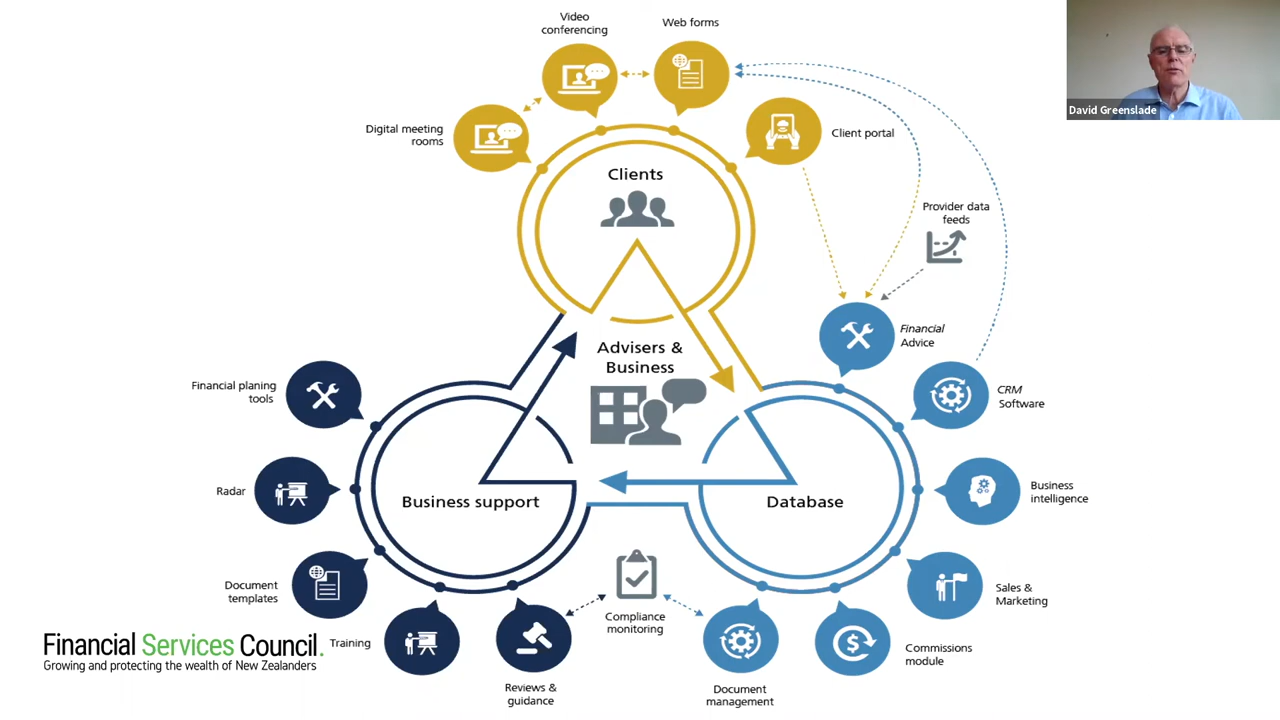 Video
conferencing
Web forms
David Greenslade
Digital meeting
rooms
Client portal
Clients
Provider data
feeds
Financial
Advice
Advisers &
Business
Financial planing
tools
CRM
Software
Radar
Business support
Database
Business
intelligence
Document
templates
Compliance
monitoring
Sales &
Marketing
Financial Services Council.
Growing and protecting the wealth of New Zealanders
Training
Commissions
module
Reviews &
guidance
Document
management